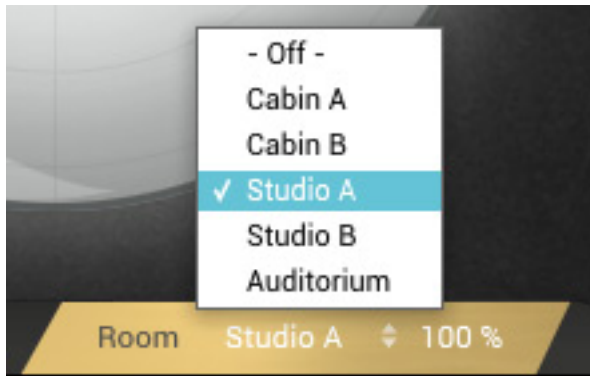 - Off -
Cabin A
Cabin B
✓ Studio A
Studio B
Auditorium
Room Studio A 100 %